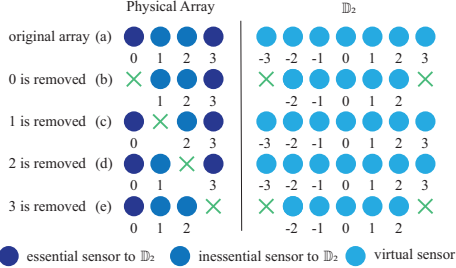 Physical Array 𝔻₂
original array (a)
0 1 2 3 -3 -2 -1 0 1 2 3
0 is removed (b)
1 2 3 -2 -1 0 1 2
1 is removed (c)
0 2 3 -3 -2 -1 0 1 2 3
2 is removed (d)
0 1 3 -3 -2 -1 0 1 2 3
3 is removed (e)
0 1 2 -2 -1 0 1 2
essential sensor to 𝔻₂ inessential sensor to 𝔻₂ virtual sensor